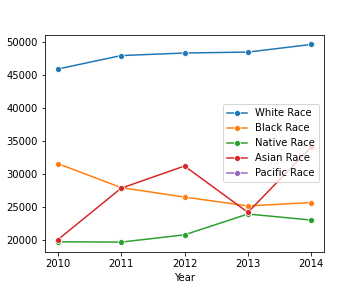 50000
45000
40000
35000
30000
25000
20000
White Race
Black Race
Native Race
Asian Race
Pacific Race
2010 2011 2012 2013 2014
Year